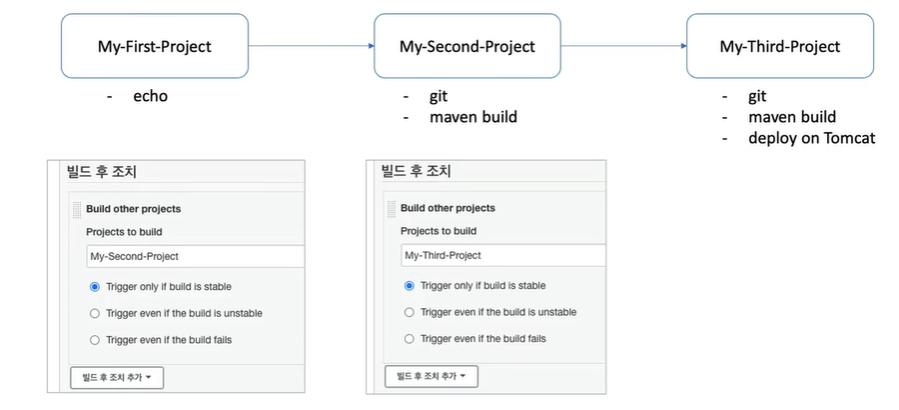 My-First-Project
My-Second-Project
My-Third-Project
- echo
- git
- maven build
- git
- maven build
- deploy on Tomcat
빌드 후 조치
Build other projects
Projects to build
My-Second-Project
Trigger only if build is stable
Trigger even if the build is unstable
Trigger even if the build fails
빌드 후 조치 추가
빌드 후 조치
Build other projects
Projects to build
My-Third-Project
Trigger only if build is stable
Trigger even if the build is unstable
Trigger even if the build fails
빌드 후 조치 추가